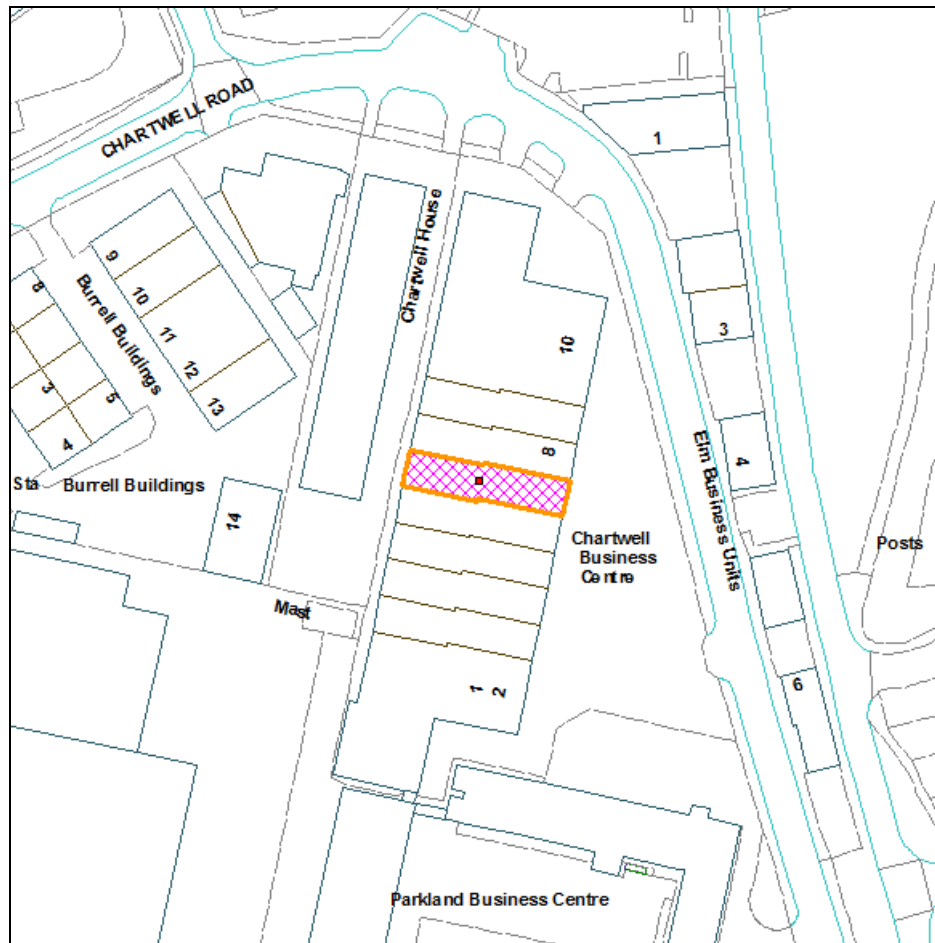 CHARTWELL ROAD
1
Chartwell House
9
10
11
12
13
Burrell Buildings
8
3
5
4
10
3
8
4
Elm Business Units
Sta
Burrell Buildings
14
Chartwell
Business
Centre
Posts
Mast
1
2
6
Parkland Business Centre